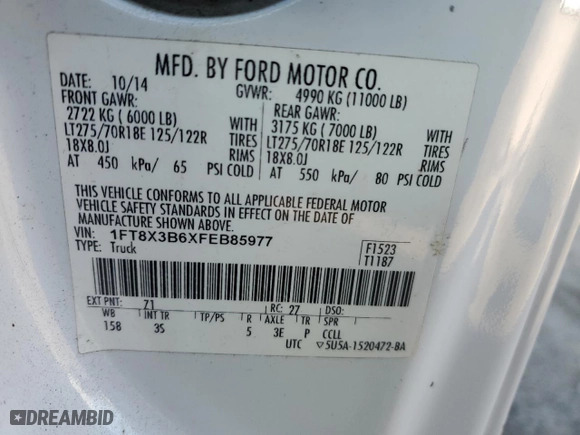 MFD. BY FORD MOTOR CO.
DATE: 10/14 GVWR: 4990 KG (11000 LB)
FRONT GAWR: REAR GAWR:
2722 KG ( 6000 LB) WITH 3175 KG ( 7000 LB) WITH
LT275/70R18E 125/122R TIRES LT275/70R18E 125/122R TIRES
18X8.0J RIMS 18X8.0J RIMS
AT 450 kPa/ 65 PSI COLD AT 550 kPa/ 80 PSI COLD
THIS VEHICLE CONFORMS TO ALL APPLICABLE FEDERAL MOTOR
VEHICLE SAFETY STANDARDS IN EFFECT ON THE DATE OF
MANUFACTURE SHOWN ABOVE.
VIN: 1FT8X3B6XFEB85977 F1523
TYPE: Truck T1187
EXT PNT: Z1 RC: 27 DSO:
WB INT TR TP/PS R AXLE TR SPR
158 3S 5 3E P CCLL
UTC 5U5A-1520472-BA
DREAMBID